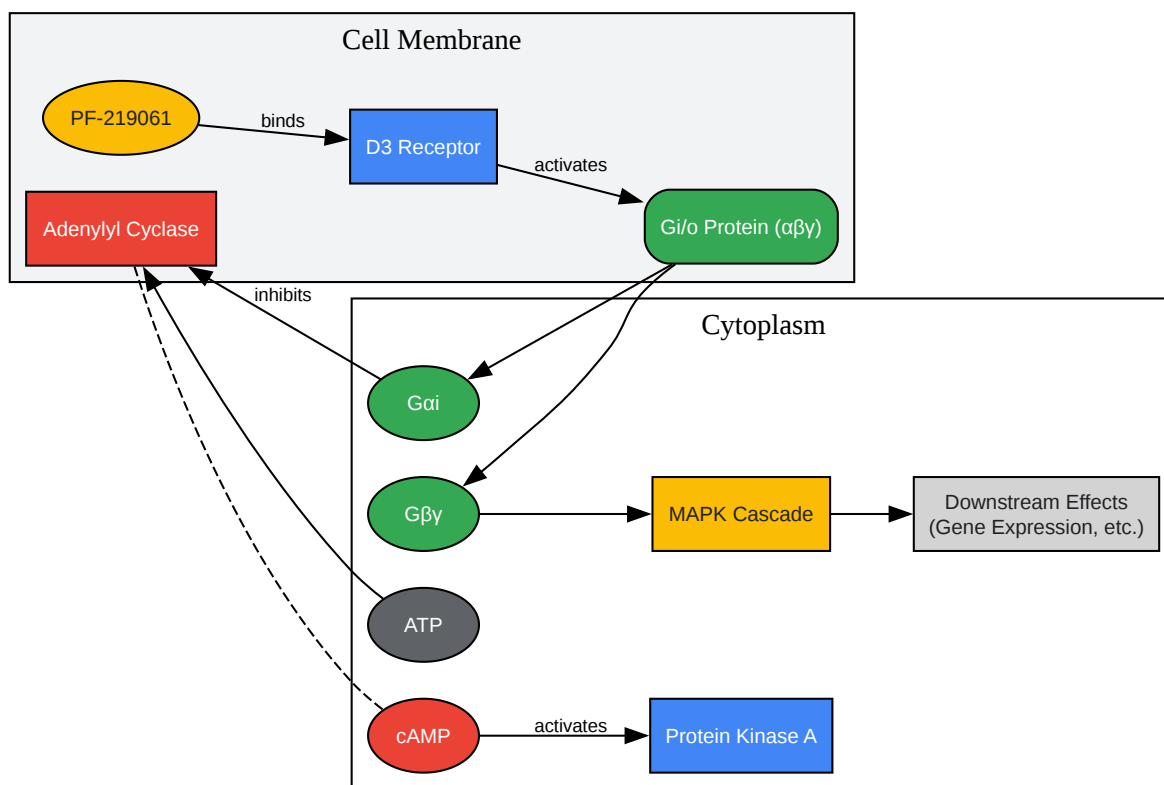 Cell Membrane
PF-219061
binds
D3 Receptor
activates
Adenylyl Cyclase
Gi/o Protein (αβγ)
inhibits
Cytoplasm
Gαi
Gβγ
MAPK Cascade
Downstream Effects
(Gene Expression, etc.)
ATP
cAMP
activates
Protein Kinase A